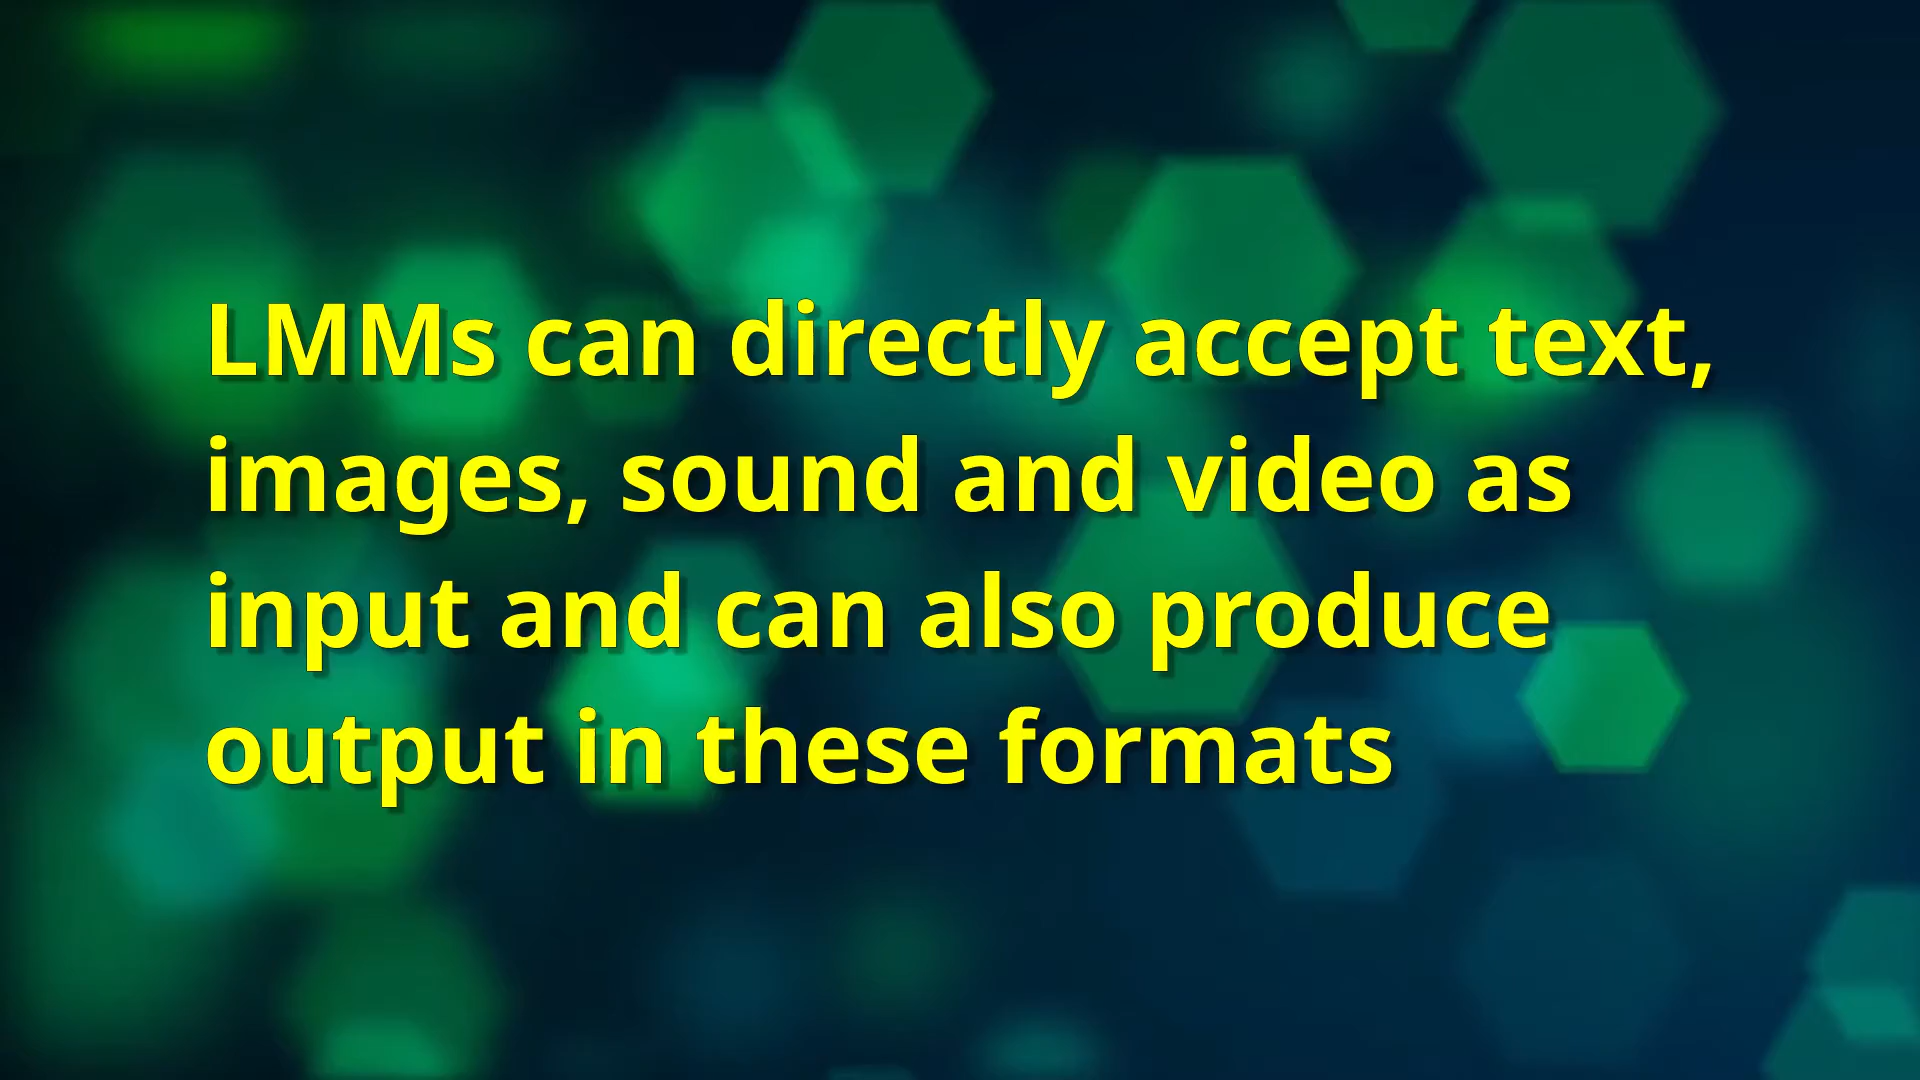 LMMs can directly accept text,
images, sound and video as
input and can also produce
output in these formats